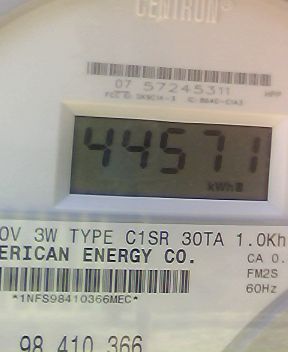 CENTRON®
07 57245311
44571
kWh
0V 3W TYPE C1SR 30TA 1.0Kh
ERICAN ENERGY CO.
CA 0.
FM2S
*1NFS98410366MEC*
60Hz
98 410 366